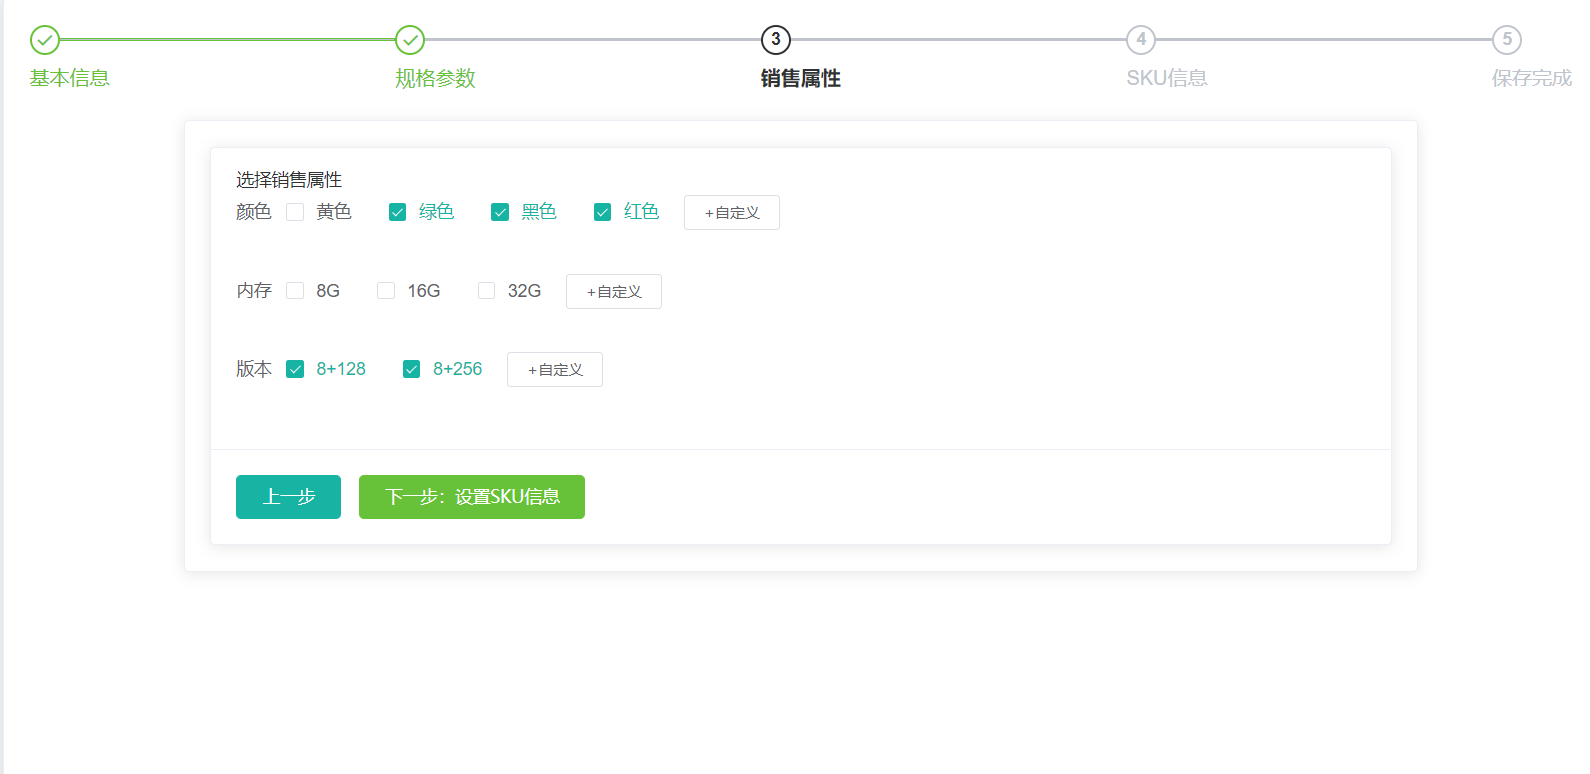 3 4 5
基本信息 规格参数 销售属性 SKU信息 保存完成
选择销售属性
颜色 黄色 绿色 黑色 红色 +自定义
内存 8G 16G 32G +自定义
版本 8+128 8+256 +自定义
上一步 下一步：设置SKU信息